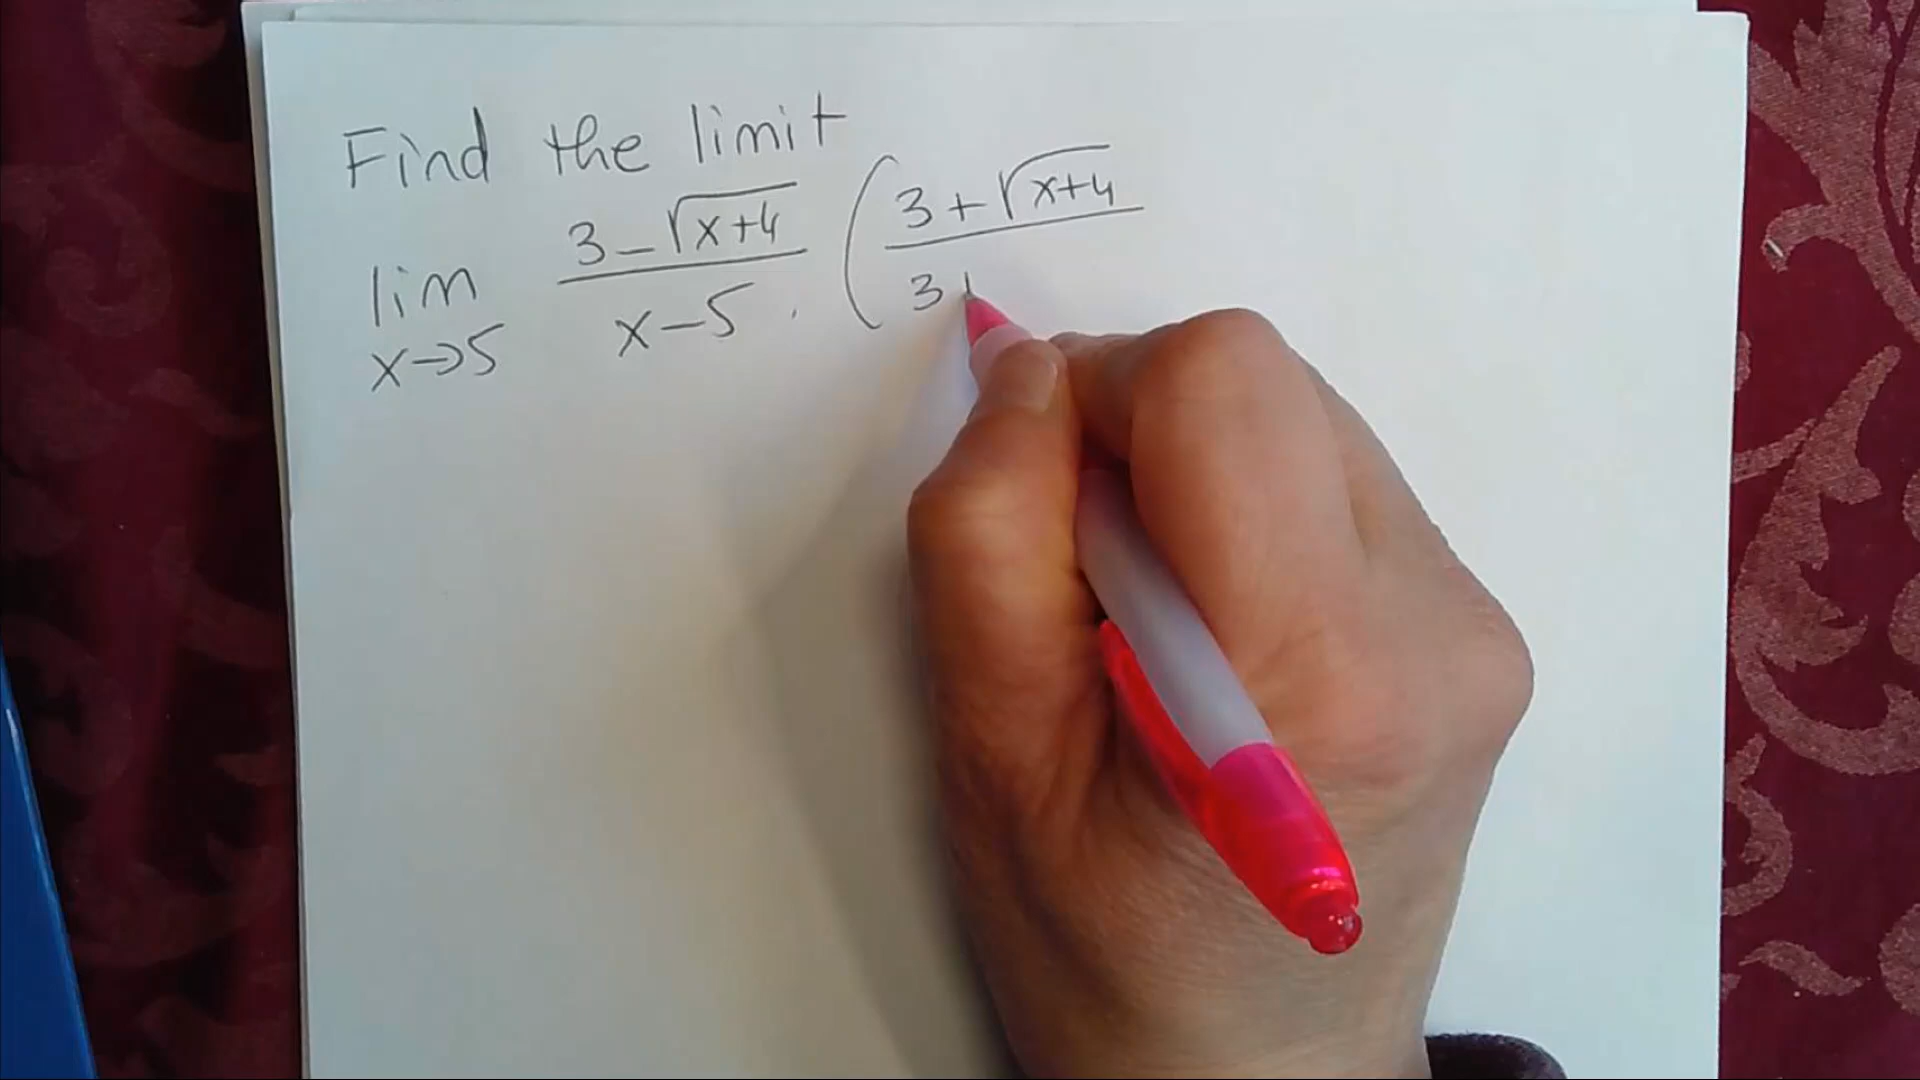 Find the limit
lim x→5 (3-√(x+4))/(x-5) · ( (3+√(x+4))/(3+